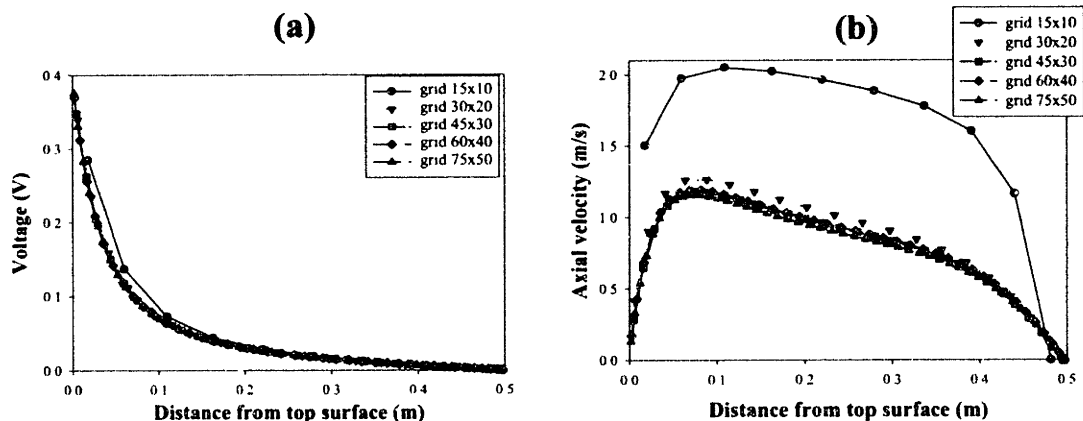 (a)
Voltage (V)
0.4
0.3
0.2
0.1
0.0
0 0
0 1
0 2
0 3
0 4
0 5
Distance from top surface (m)
grid 15x10
grid 30x20
grid 45x30
grid 60x40
grid 75x50
(b)
Axial velocity (m/s)
2 0
1 5
1 0
0 5
0 0
0 0
0 1
0 2
0 3
0 4
0 5
Distance from top surface (m)
grid 15x10
grid 30x20
grid 45x30
grid 60x40
grid 75x50